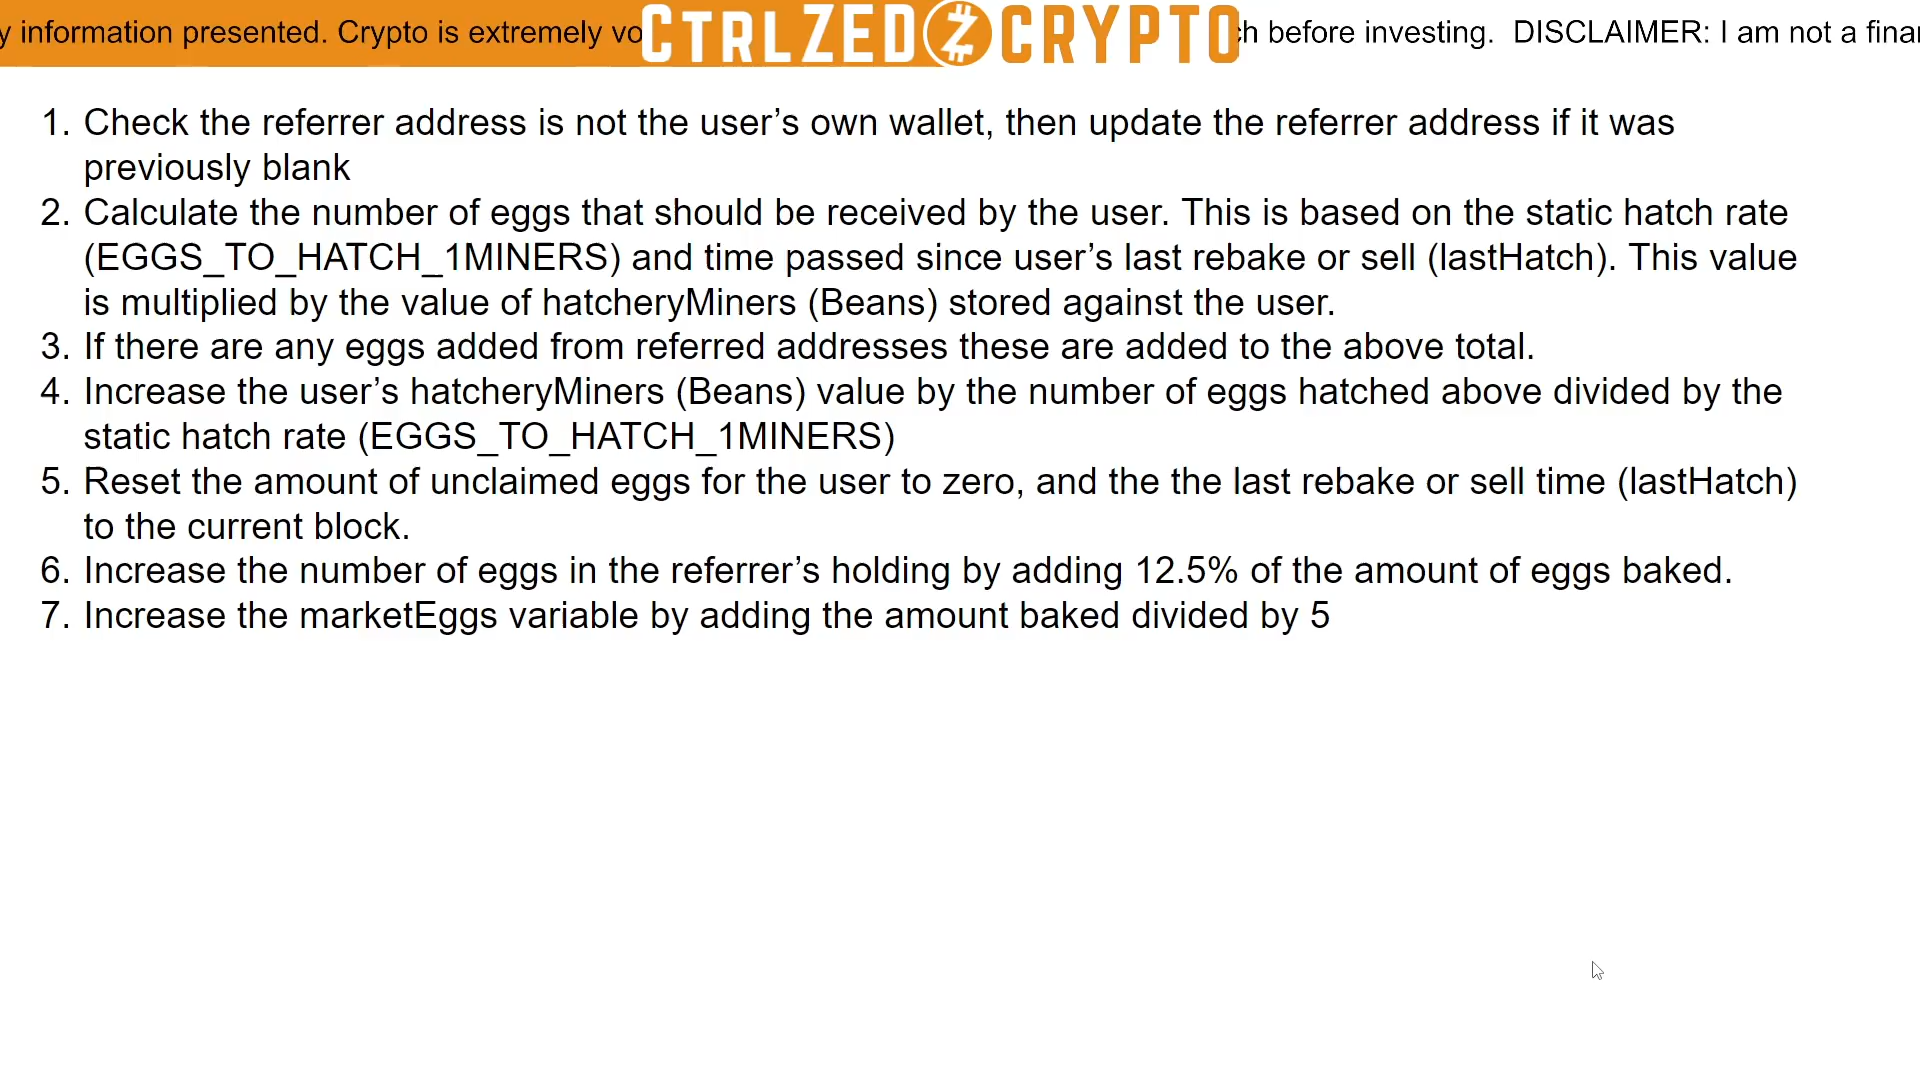 information presented. Crypto is extremely CTRLZED CRYPTO before investing. DISCLAIMER: I am not a
1. Check the referrer address is not the user’s own wallet, then update the referrer address if it was
previously blank
2. Calculate the number of eggs that should be received by the user. This is based on the static hatch rate
(EGGS_TO_HATCH_1MINERS) and time passed since user’s last rebake or sell (lastHatch). This value
is multiplied by the value of hatcheryMiners (Beans) stored against the user.
3. If there are any eggs added from referred addresses these are added to the above total.
4. Increase the user’s hatcheryMiners (Beans) value by the number of eggs hatched above divided by the
static hatch rate (EGGS_TO_HATCH_1MINERS)
5. Reset the amount of unclaimed eggs for the user to zero, and the the last rebake or sell time (lastHatch)
to the current block.
6. Increase the number of eggs in the referrer’s holding by adding 12.5% of the amount of eggs baked.
7. Increase the marketEggs variable by adding the amount baked divided by 5